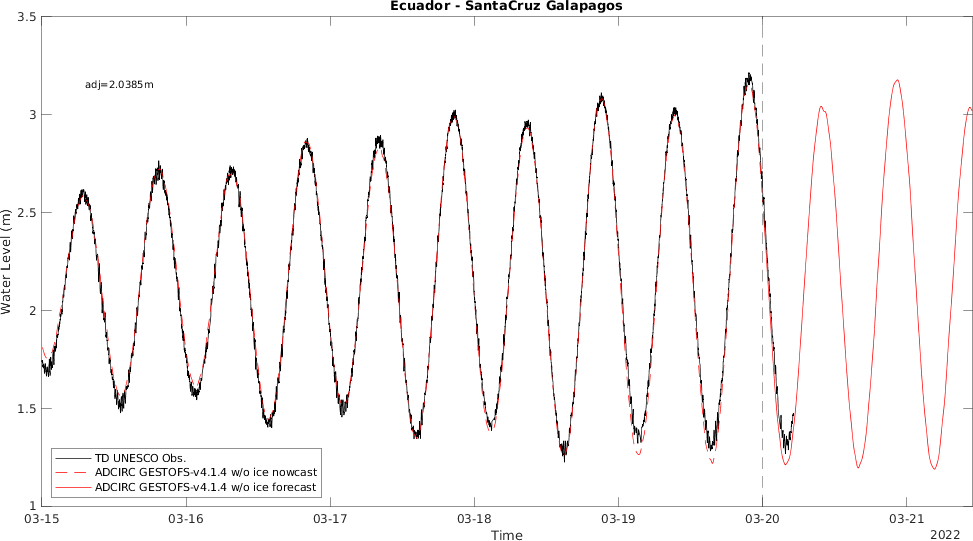 Ecuador - SantaCruz Galapagos
3.5
3
2.5
2
1.5
1
Water Level (m)
adj=2.0385m
TD UNESCO Obs.
ADCIRC GESTOFS-v4.1.4 w/o ice nowcast
ADCIRC GESTOFS-v4.1.4 w/o ice forecast
03-15 03-16 03-17 03-18 03-19 03-20 03-21
Time
2022